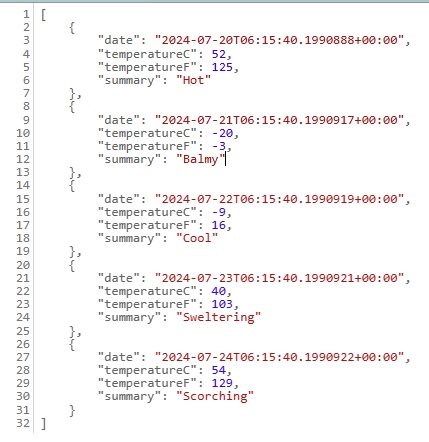 1 [
2     {
3         "date": "2024-07-20T06:15:40.1990888+00:00",
4         "temperatureC": 52,
5         "temperatureF": 125,
6         "summary": "Hot"
7     },
8     {
9         "date": "2024-07-21T06:15:40.1990917+00:00",
10         "temperatureC": -20,
11         "temperatureF": -3,
12         "summary": "Balmy"
13     },
14     {
15         "date": "2024-07-22T06:15:40.1990919+00:00",
16         "temperatureC": -9,
17         "temperatureF": 16,
18         "summary": "Cool"
19     },
20     {
21         "date": "2024-07-23T06:15:40.1990921+00:00",
22         "temperatureC": 40,
23         "temperatureF": 103,
24         "summary": "Sweltering"
25     },
26     {
27         "date": "2024-07-24T06:15:40.1990922+00:00",
28         "temperatureC": 54,
29         "temperatureF": 129,
30         "summary": "Scorching"
31     }
32 ]